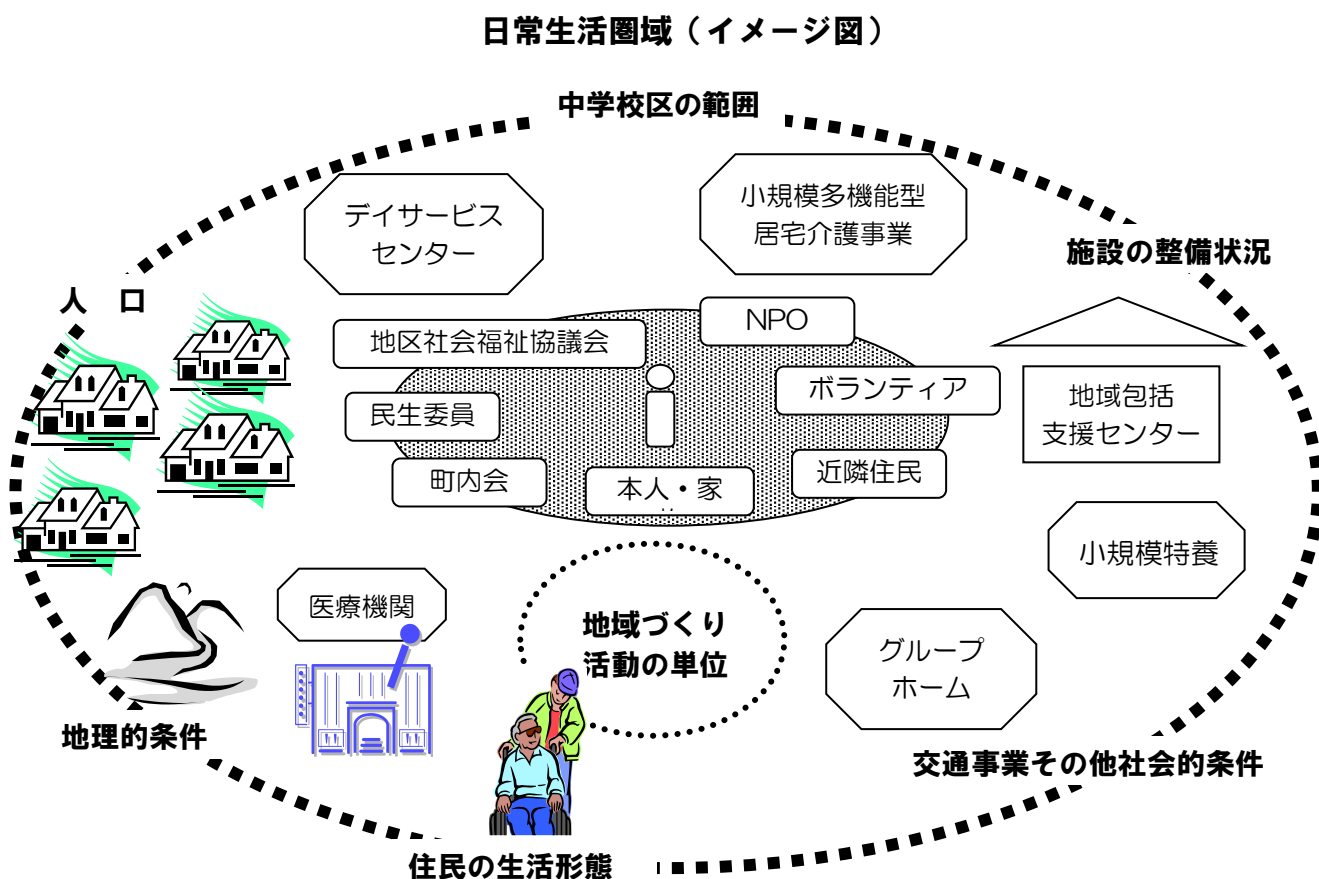 日常生活圏域（イメージ図）
中学校区の範囲
デイサービス
センター
小規模多機能型
居宅介護事業
施設の整備状況
人　口
地区社会福祉協議会
NPO
民生委員
ボランティア
地域包括
支援センター
町内会
本人・家
近隣住民
小規模特養
医療機関
地域づくり
活動の単位
グループ
ホーム
地理的条件
交通事業その他社会的条件
住民の生活形態